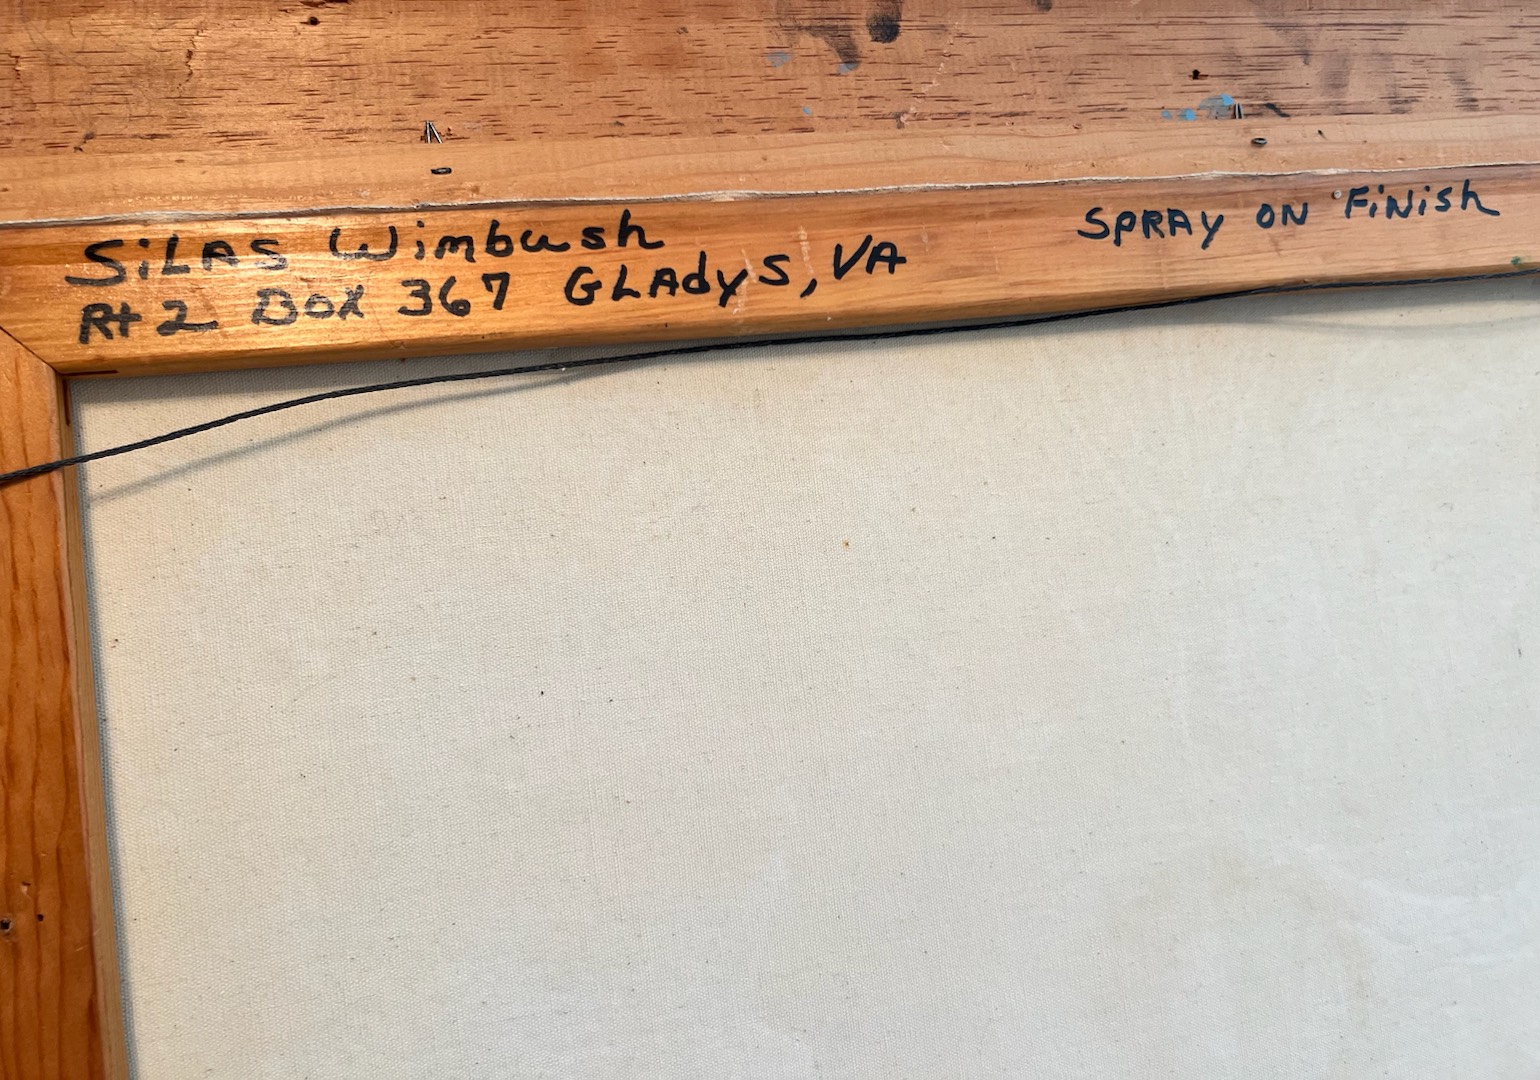 SiLAS Wimbush
Rt 2 Box 367 GLAdyS, VA
SPRAY ON FiNish